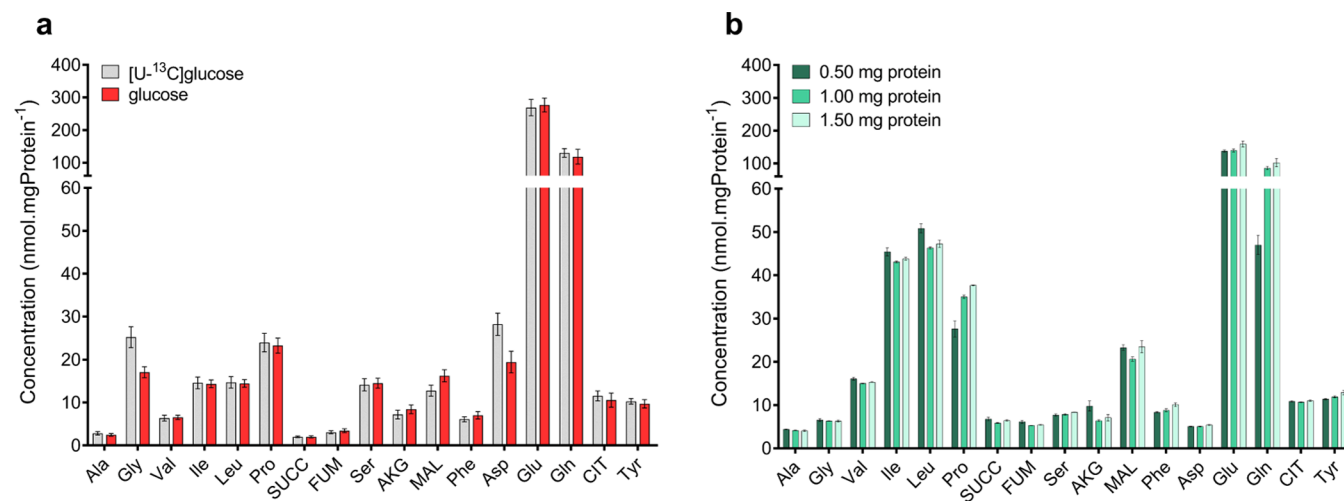 a
[U-¹³C]glucose
glucose
Concentration (nmol.mgProtein⁻¹)
400
300
200
100
60
50
40
30
20
10
0
Ala Gly Val Ile Leu Pro SUCC FUM Ser AKG MAL Phe Asp Glu Gln CIT Tyr
b
0.50 mg protein
1.00 mg protein
1.50 mg protein
Concentration (nmol.mgProtein⁻¹)
400
300
200
100
60
50
40
30
20
10
0
Ala Gly Val Ile Leu Pro SUCC FUM Ser AKG MAL Phe Asp Glu Gln CIT Tyr